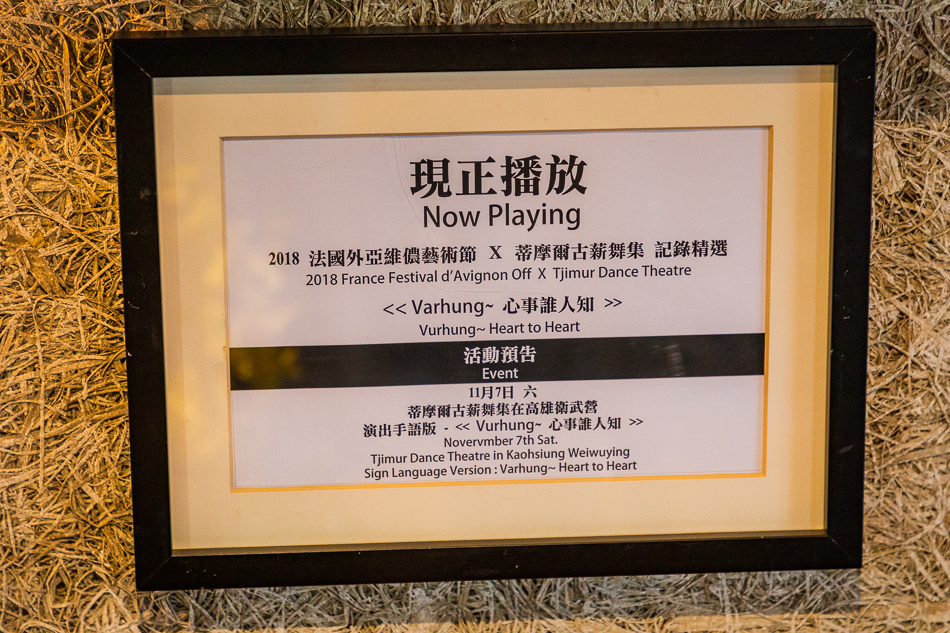 現正播放
Now Playing
2018 法國外亞維儂藝術節 X 蒂摩爾古薪舞集 記錄精選
2018 France Festival d’Avignon Off X Tjimur Dance Theatre
<< Varhung~ 心事誰人知 >>
Vurhung~ Heart to Heart
活動預告
Event
11月7日 六
蒂摩爾古薪舞集在高雄衛武營
演出手語版 - << Vurhung~ 心事誰人知 >>
Novervmber 7th Sat.
Tjimur Dance Theatre in Kaohsiung Weiwuying
Sign Language Version : Varhung~ Heart to Heart